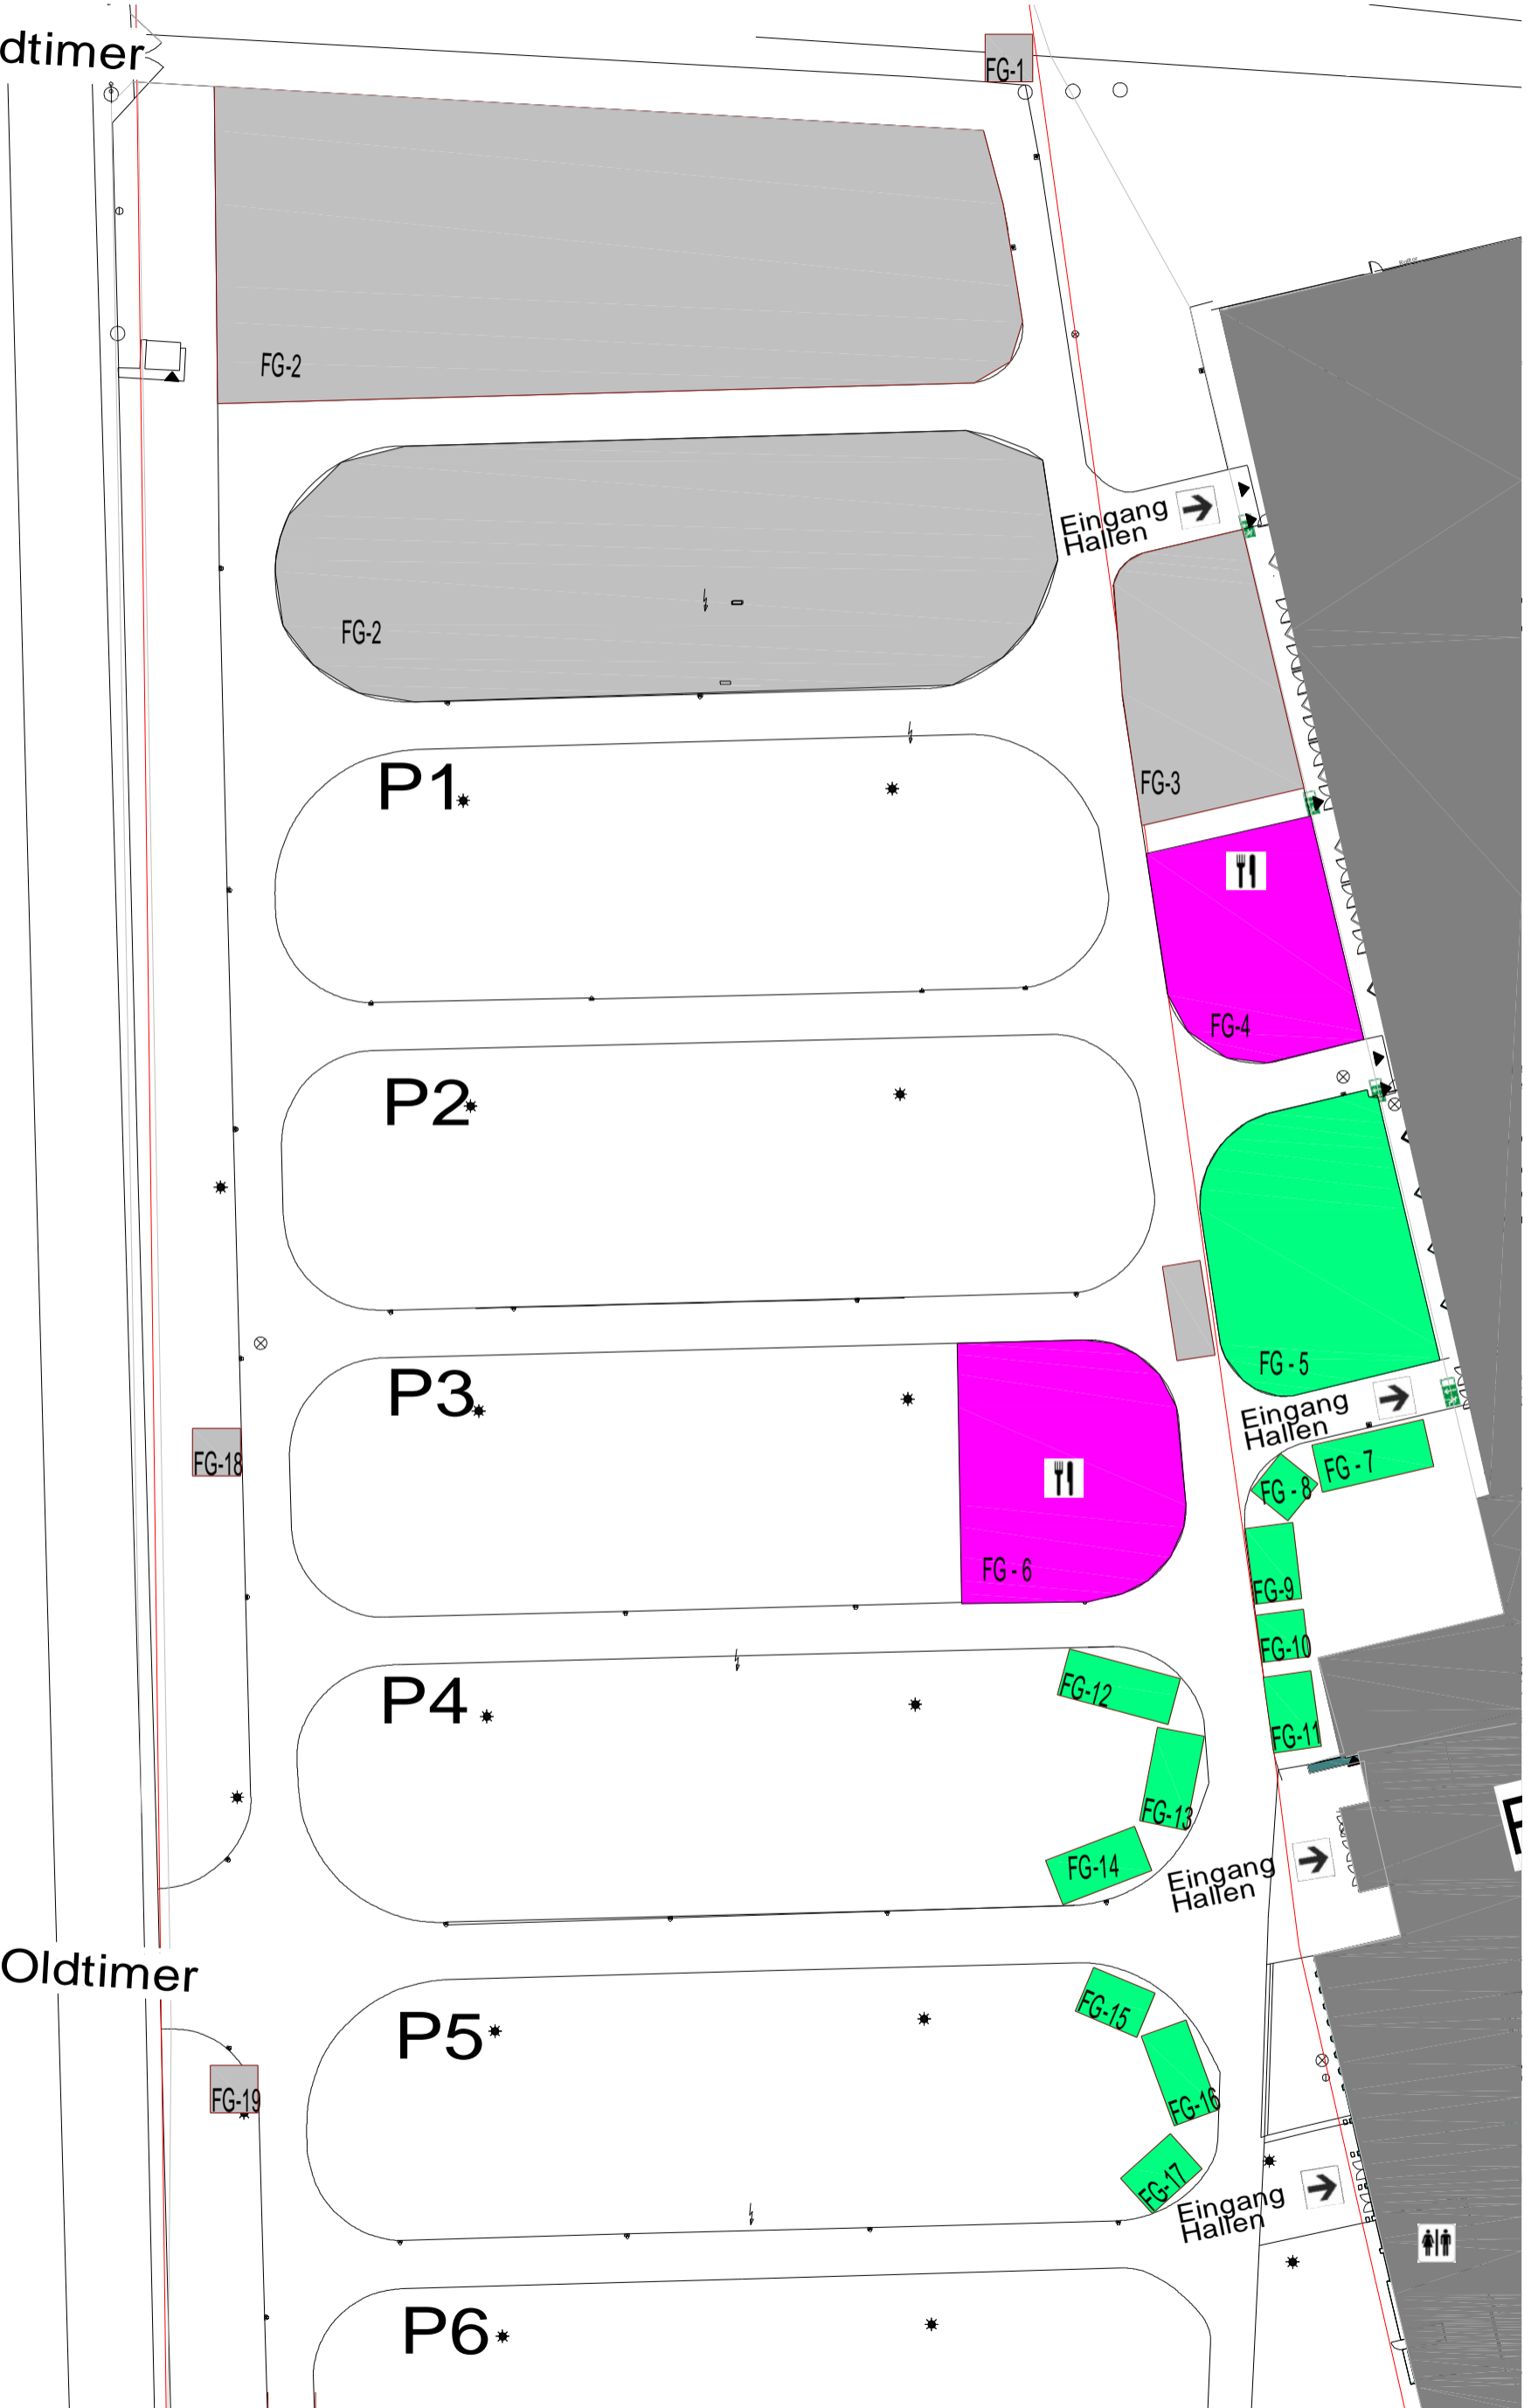 dtimer
FG-1
FG-2
Eingang
Hallen
FG-2
P1
FG-3
FG-4
P2
FG - 5
P3
Eingang
Hallen
FG-18
FG - 7
FG - 8
FG - 6
FG-9
FG-10
P4
FG-12
FG-11
FG-13
FG-14
Eingang
Hallen
Oldtimer
P5
FG-15
FG-19
FG-16
FG-17
Eingang
Hallen
P6